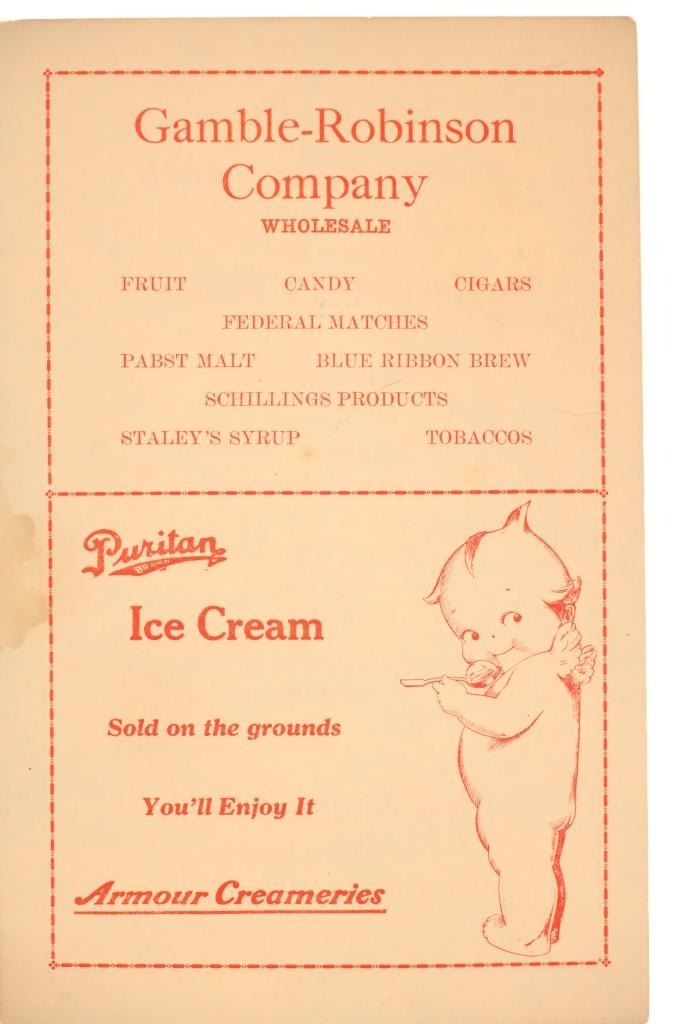 Gamble-Robinson
Company
WHOLESALE
FRUIT CANDY CIGARS
FEDERAL MATCHES
PABST MALT BLUE RIBBON BREW
SCHILLINGS PRODUCTS
STALEY'S SYRUP TOBACCOS
Puritan
BRAND
Ice Cream
Sold on the grounds
You'll Enjoy It
Armour Creameries